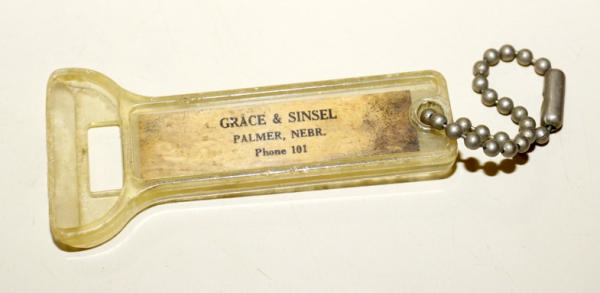 GRACE & SINSEL
PALMER, NEBR.
Phone 101